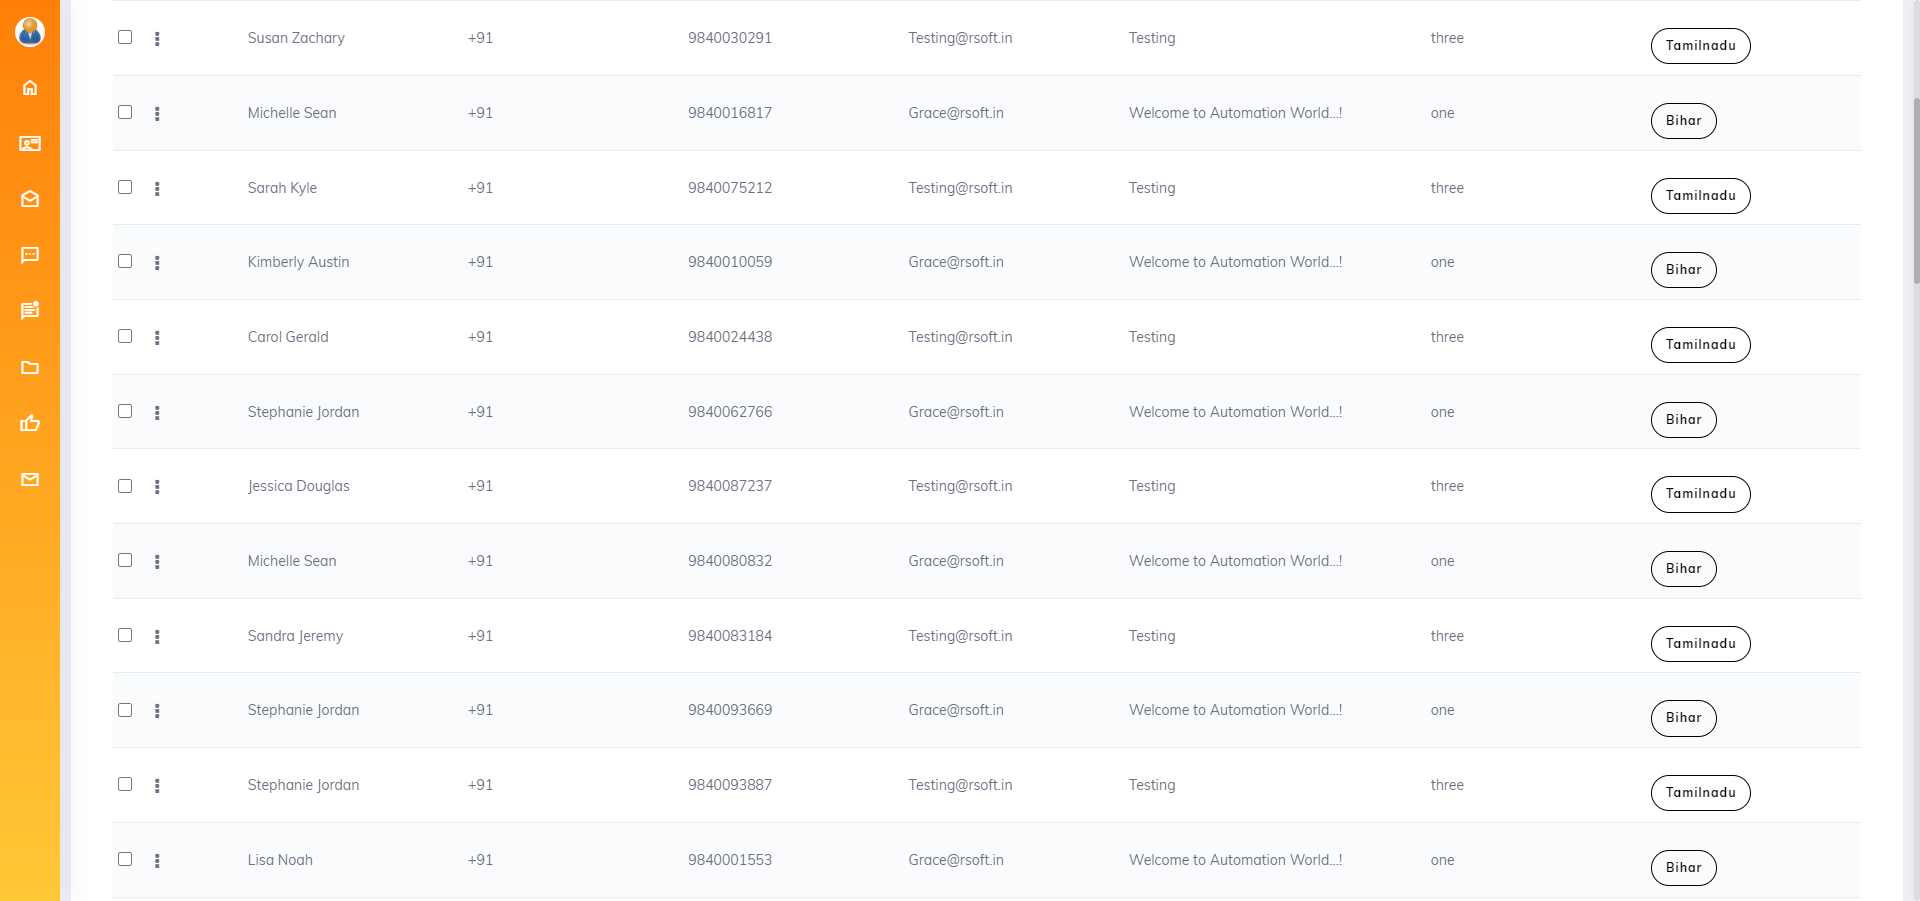 Susan Zachary +91 9840030291 Testing@rsoft.in Testing three Tamilnadu
Michelle Sean +91 9840016817 Grace@rsoft.in Welcome to Automation World...! one Bihar
Sarah Kyle +91 9840075212 Testing@rsoft.in Testing three Tamilnadu
Kimberly Austin +91 9840010059 Grace@rsoft.in Welcome to Automation World...! one Bihar
Carol Gerald +91 9840024438 Testing@rsoft.in Testing three Tamilnadu
Stephanie Jordan +91 9840062766 Grace@rsoft.in Welcome to Automation World...! one Bihar
Jessica Douglas +91 9840087237 Testing@rsoft.in Testing three Tamilnadu
Michelle Sean +91 9840080832 Grace@rsoft.in Welcome to Automation World...! one Bihar
Sandra Jeremy +91 9840083184 Testing@rsoft.in Testing three Tamilnadu
Stephanie Jordan +91 9840093669 Grace@rsoft.in Welcome to Automation World...! one Bihar
Stephanie Jordan +91 9840093887 Testing@rsoft.in Testing three Tamilnadu
Lisa Noah +91 9840001553 Grace@rsoft.in Welcome to Automation World...! one Bihar